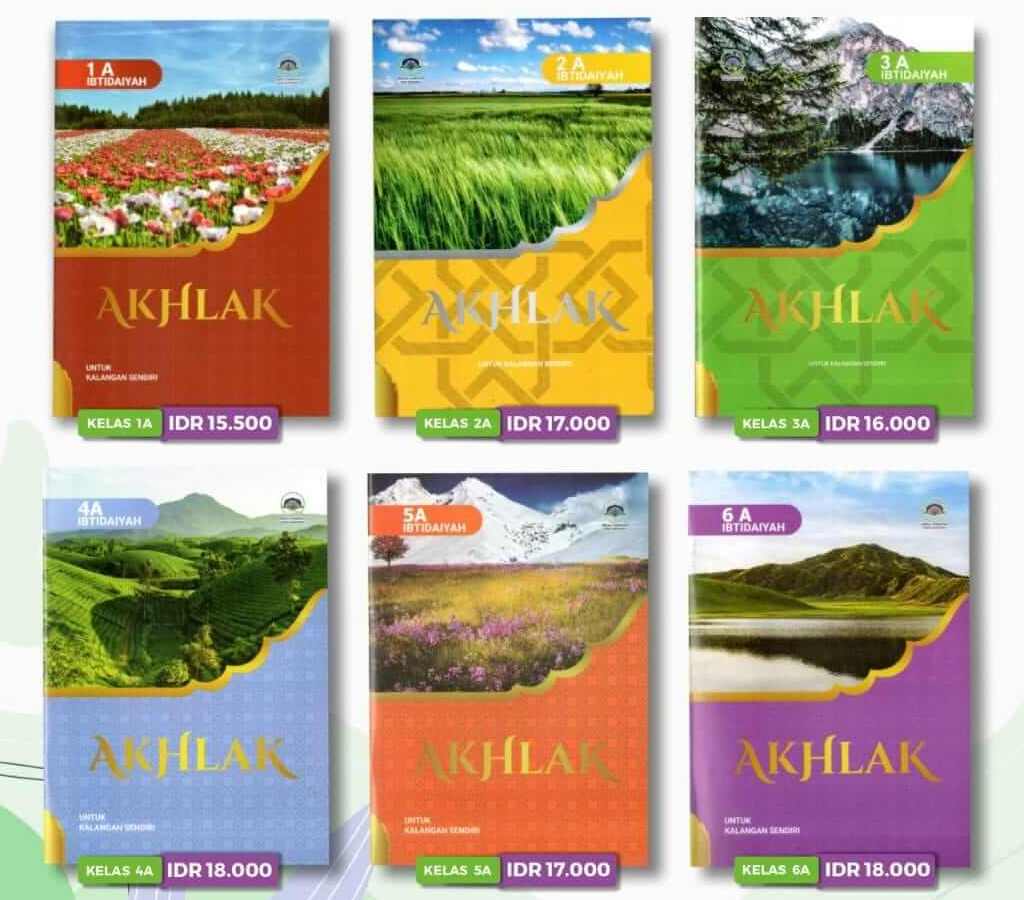 1 A
IBTIDAIYAH
AKHLAK
UNTUK
KALANGAN SENDIRI
KELAS 1A IDR 15.500
2 A
IBTIDAIYAH
AKHLAK
UNTUK KALANGAN SENDIRI
KELAS 2A IDR 17.000
3 A
IBTIDAIYAH
AKHLAK
UNTUK KALANGAN SENDIRI
KELAS 3A IDR 16.000
4A
IBTIDAIYAH
AKHLAK
UNTUK
KALANGAN SENDIRI
KELAS 4A IDR 18.000
5A
IBTIDAIYAH
AKHLAK
UNTUK
KALANGAN SENDIRI
KELAS 5A IDR 17.000
6 A
IBTIDAIYAH
AKHLAK
UNTUK
KALANGAN SENDIRI
KELAS 6A IDR 18.000